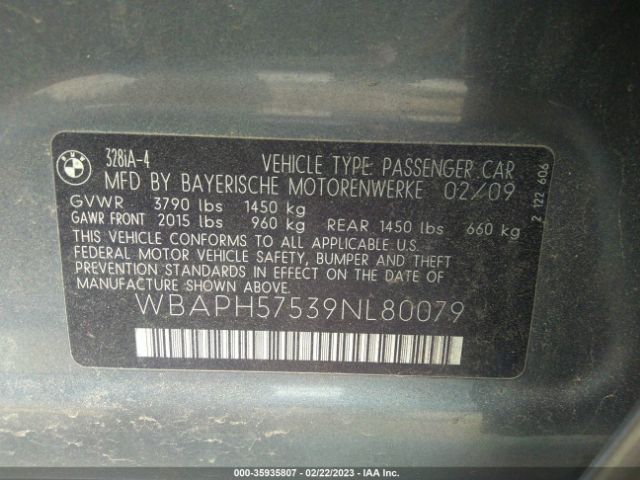 BMW
328iA-4 VEHICLE TYPE: PASSENGER CAR
MFD BY BAYERISCHE MOTORENWERKE 02/09
GVWR 3790 lbs 1450 kg
GAWR FRONT 2015 lbs 960 kg REAR 1450 lbs 660 kg
THIS VEHICLE CONFORMS TO ALL APPLICABLE U.S.
FEDERAL MOTOR VEHICLE SAFETY, BUMPER AND THEFT
PREVENTION STANDARDS IN EFFECT ON THE DATE OF
MANUFACTURE SHOWN ABOVE:
WBAPH57539NL80079
2 122 606
000-35935807 - 02/22/2023 - IAA Inc.